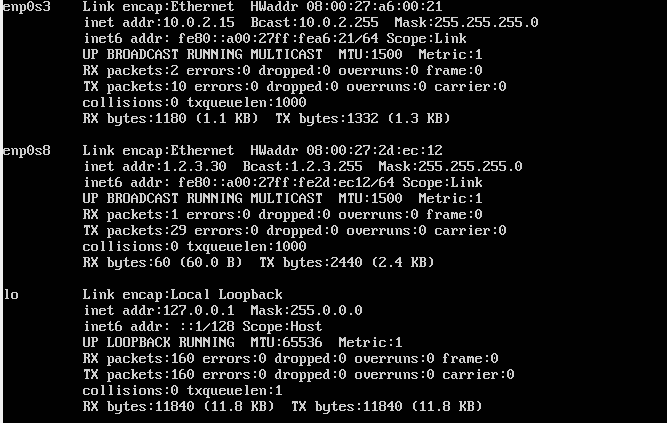 enp0s3 Link encap:Ethernet HWaddr 08:00:27:a6:00:21
inet addr:10.0.2.15 Bcast:10.0.2.255 Mask:255.255.255.0
inet6 addr: fe80::a00:27ff:fea6:21/64 Scope:Link
UP BROADCAST RUNNING MULTICAST MTU:1500 Metric:1
RX packets:2 errors:0 dropped:0 overruns:0 frame:0
TX packets:10 errors:0 dropped:0 overruns:0 carrier:0
collisions:0 txqueuelen:1000
RX bytes:1180 (1.1 KB) TX bytes:1332 (1.3 KB)
enp0s8 Link encap:Ethernet HWaddr 08:00:27:2d:ec:12
inet addr:1.2.3.30 Bcast:1.2.3.255 Mask:255.255.255.0
inet6 addr: fe80::a00:27ff:fe2d:ec12/64 Scope:Link
UP BROADCAST RUNNING MULTICAST MTU:1500 Metric:1
RX packets:1 errors:0 dropped:0 overruns:0 frame:0
TX packets:29 errors:0 dropped:0 overruns:0 carrier:0
collisions:0 txqueuelen:1000
RX bytes:60 (60.0 B) TX bytes:2440 (2.4 KB)
lo Link encap:Local Loopback
inet addr:127.0.0.1 Mask:255.0.0.0
inet6 addr: ::1/128 Scope:Host
UP LOOPBACK RUNNING MTU:65536 Metric:1
RX packets:160 errors:0 dropped:0 overruns:0 frame:0
TX packets:160 errors:0 dropped:0 overruns:0 carrier:0
collisions:0 txqueuelen:1
RX bytes:11840 (11.8 KB) TX bytes:11840 (11.8 KB)